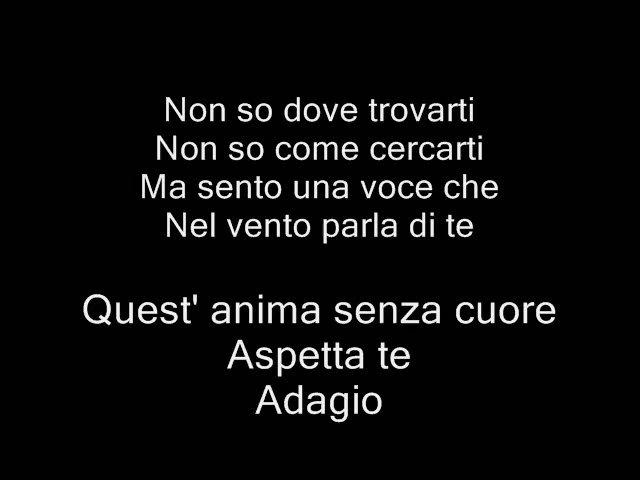 Non so dove trovarti
Non so come cercarti
Ma sento una voce che
Nel vento parla di te
Quest' anima senza cuore
Aspetta te
Adagio